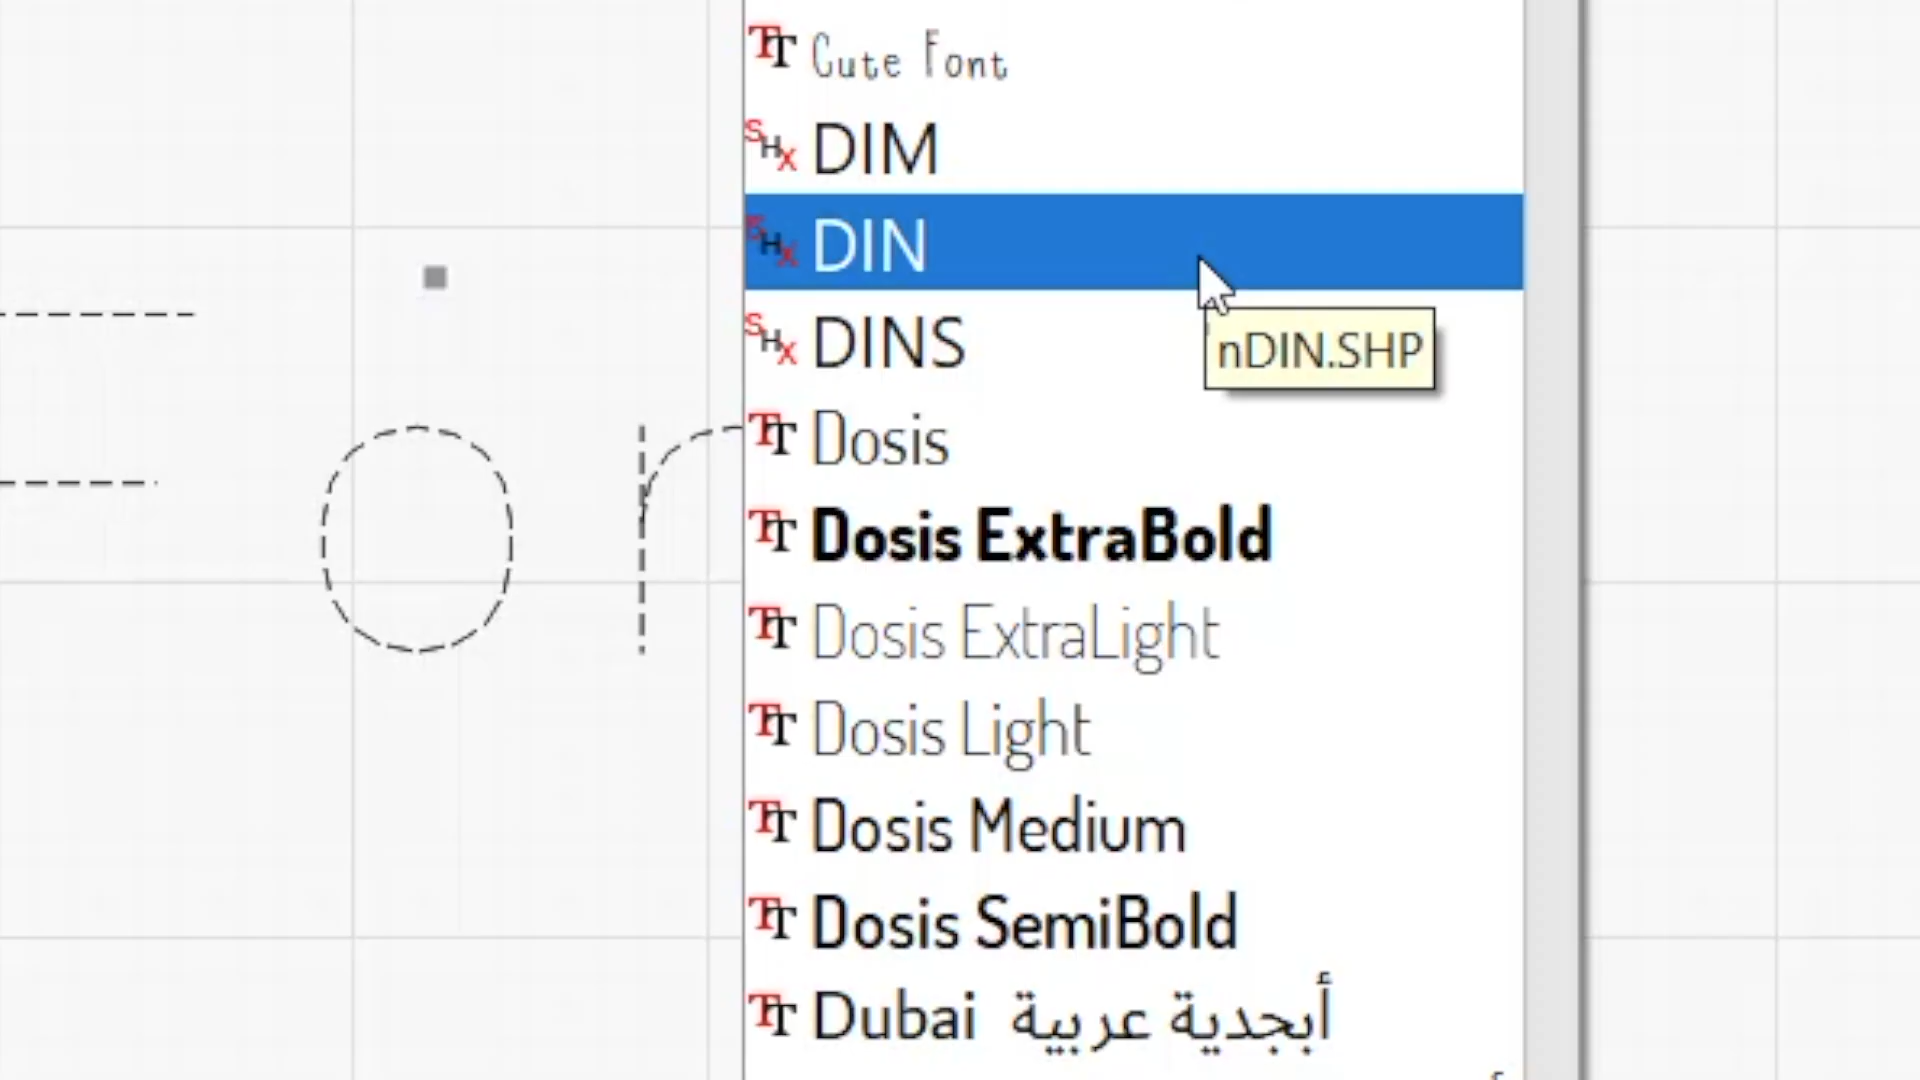 Cute Font
DIM
DIN
DINS
nDIN.SHP
Dosis
Dosis ExtraBold
Dosis ExtraLight
Dosis Light
Dosis Medium
Dosis SemiBold
Dubai أبجدية عربية